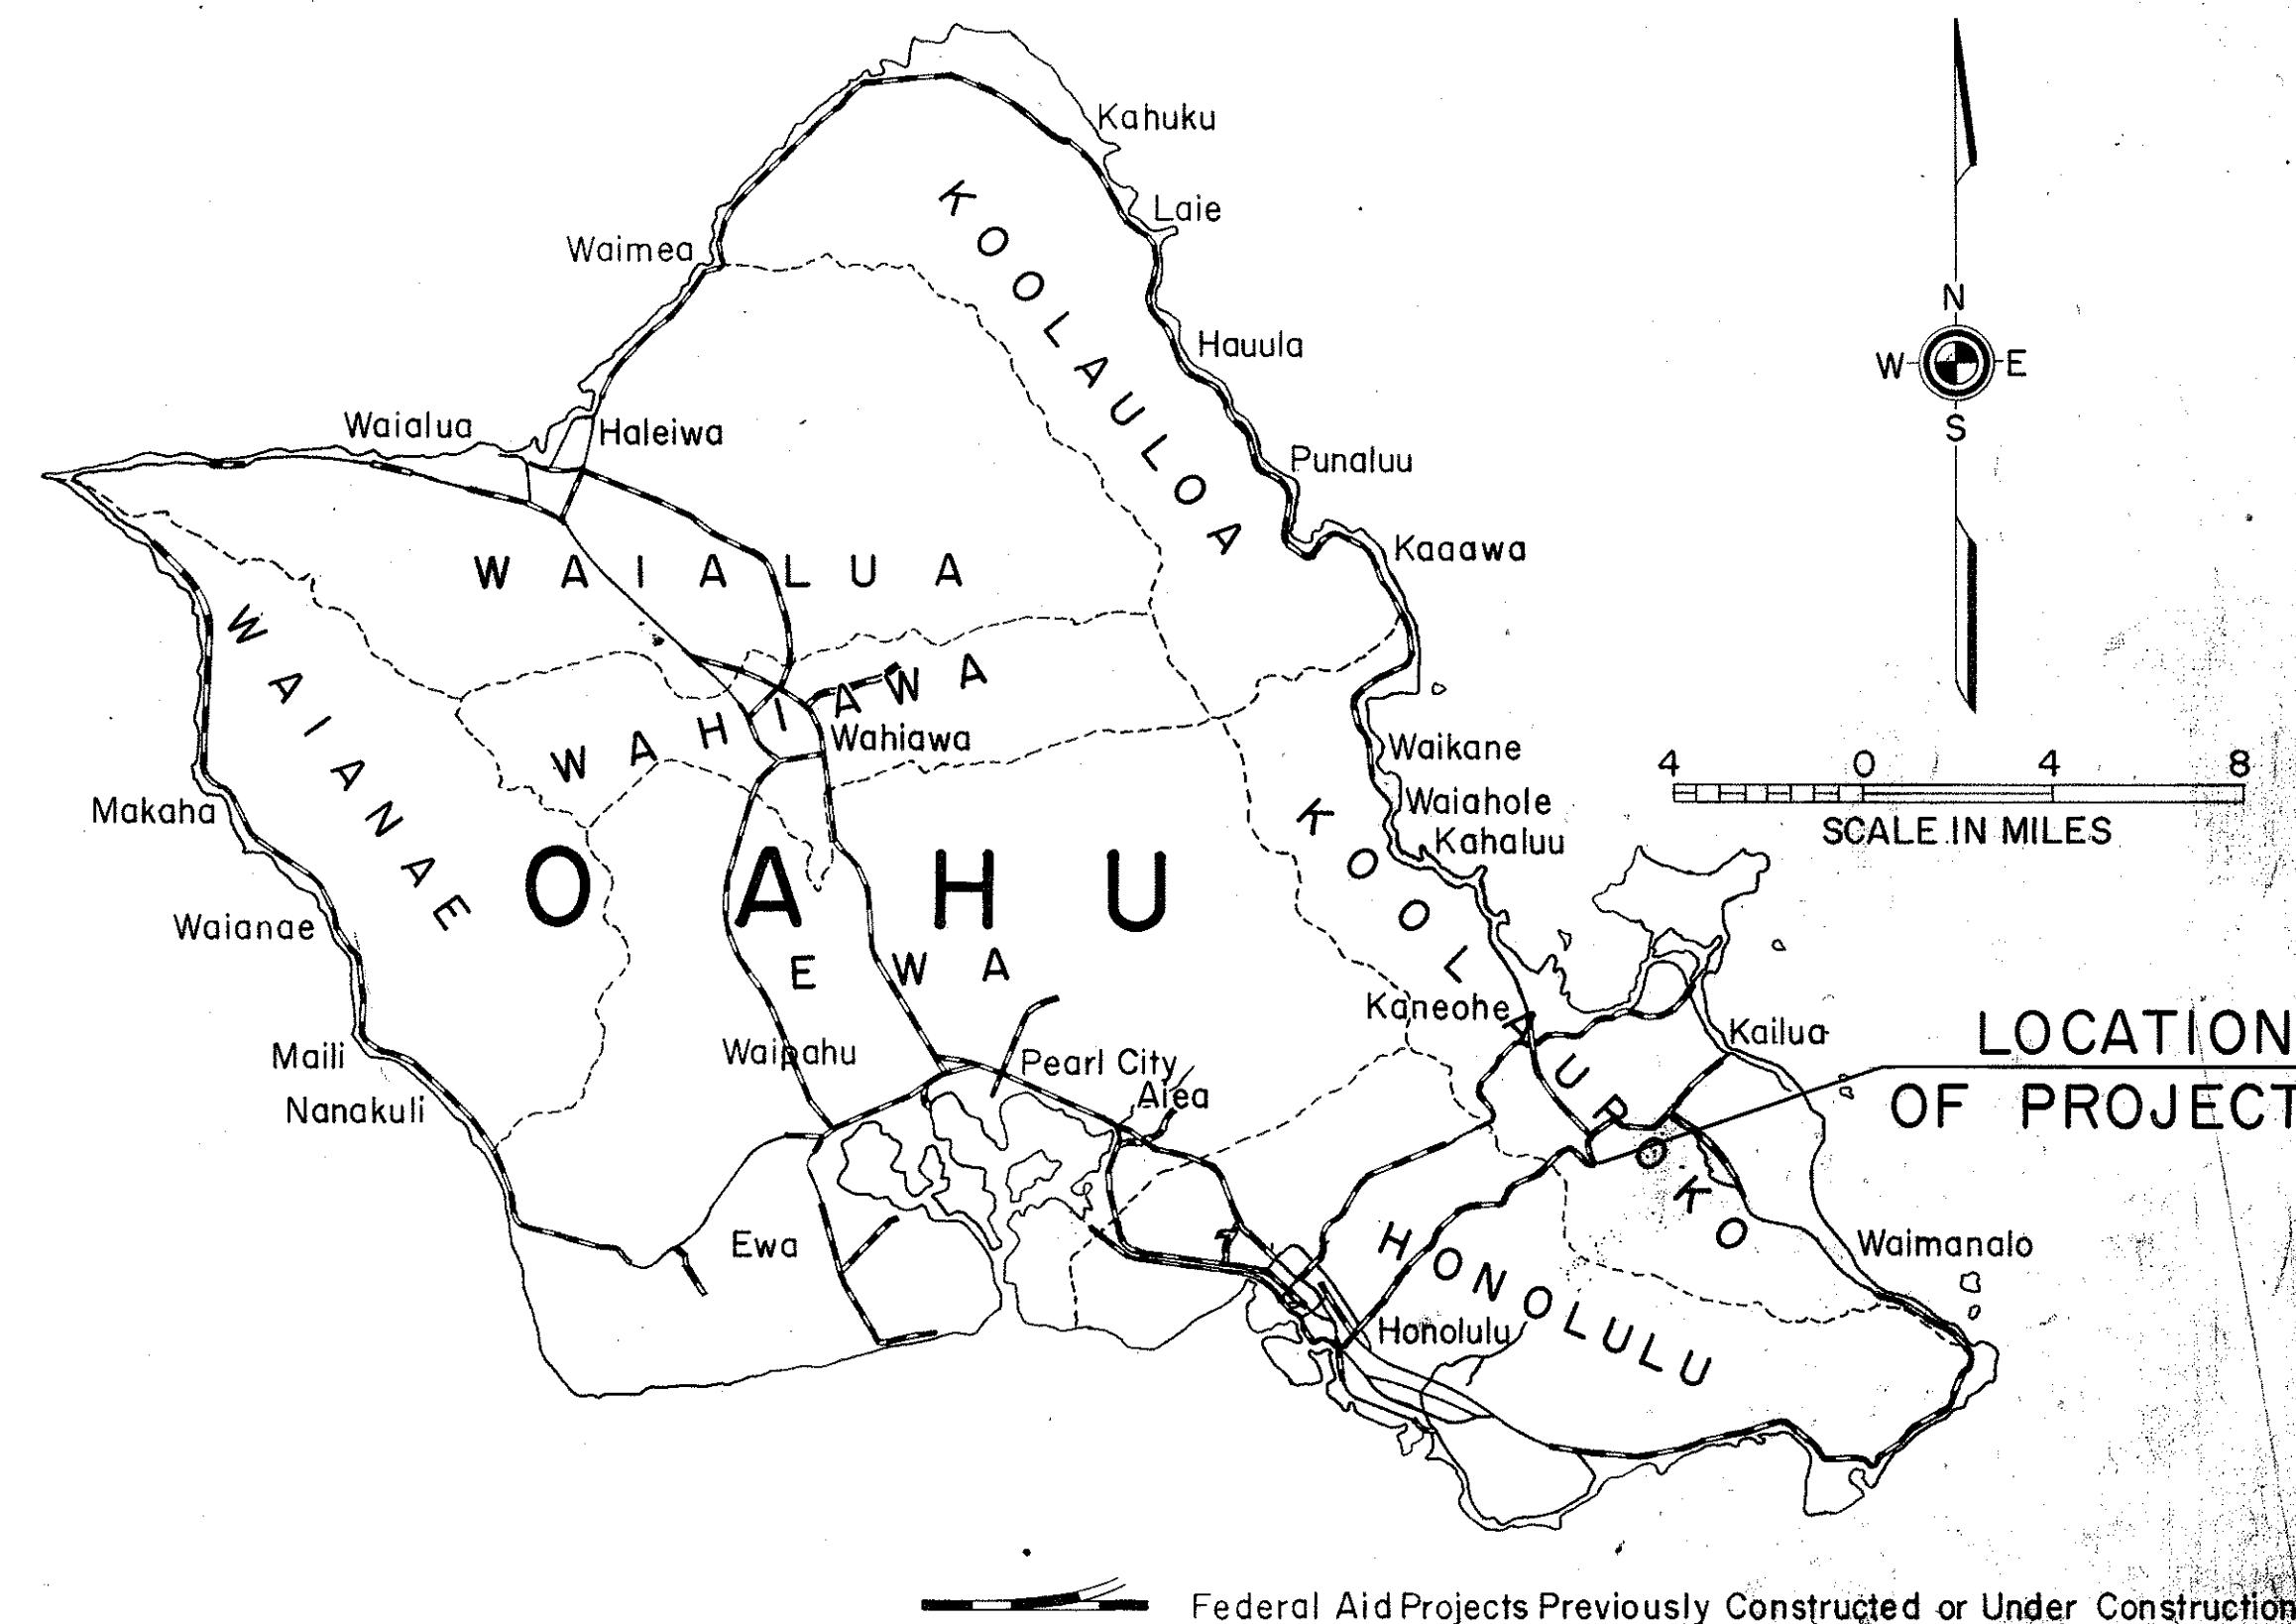 Kahuku
Laie
Waimea
KOOLAULOA
Hauula
N
W E
S
Waialua
Haleiwa
Punaluu
Kaaawa
WAIALUA
WAIANAE
WAHIAWA
Wahiawa
Waikane
Waiahole
Kahaluu
4 0 4 8
SCALE IN MILES
Makaha
OAHU
KOOLAUPOKO
Waianae
EWA
Kaneohe
Kailua
LOCATION
OF PROJECT
Maili
Waipahu
Pearl City
Aiea
Nanakuli
Ewa
HONOLULU
Waimanalo
Honolulu
Federal Aid Projects Previously Constructed or Under Construction